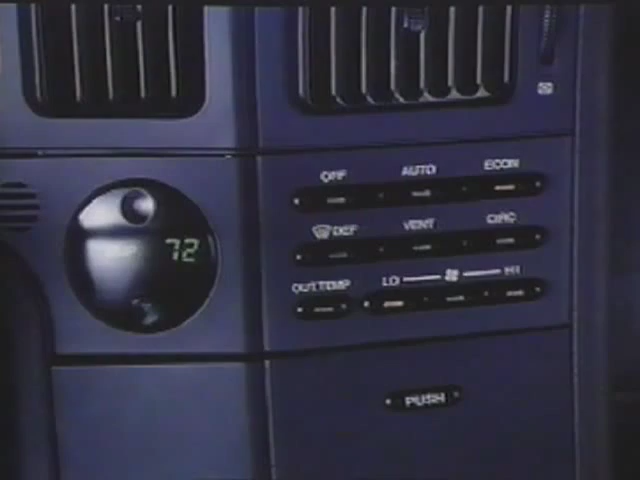 OFF AUTO ECON
72
DEF VENT CIRC
OUT TEMP LO HI
PUSH